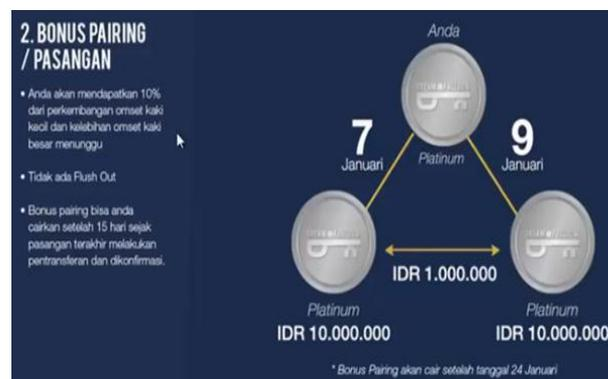 2. BONUS PAIRING
/ PASANGAN
• Anda akan mendapatkan 10%
dari perkembangan omset kaki
kecil dan kelebihan omset kaki
besar menunggu
• Tidak ada Flush Out
• Bonus pairing bisa anda
cairkan setelah 15 hari sejak
pasangan terakhir melakukan
pentransferan dan dikonfirmasi.
Anda
Platinum
7
Januari
9
Januari
IDR 1.000.000
Platinum
IDR 10.000.000
Platinum
IDR 10.000.000
* Bonus Pairing akan cair setelah tanggal 24 Januari